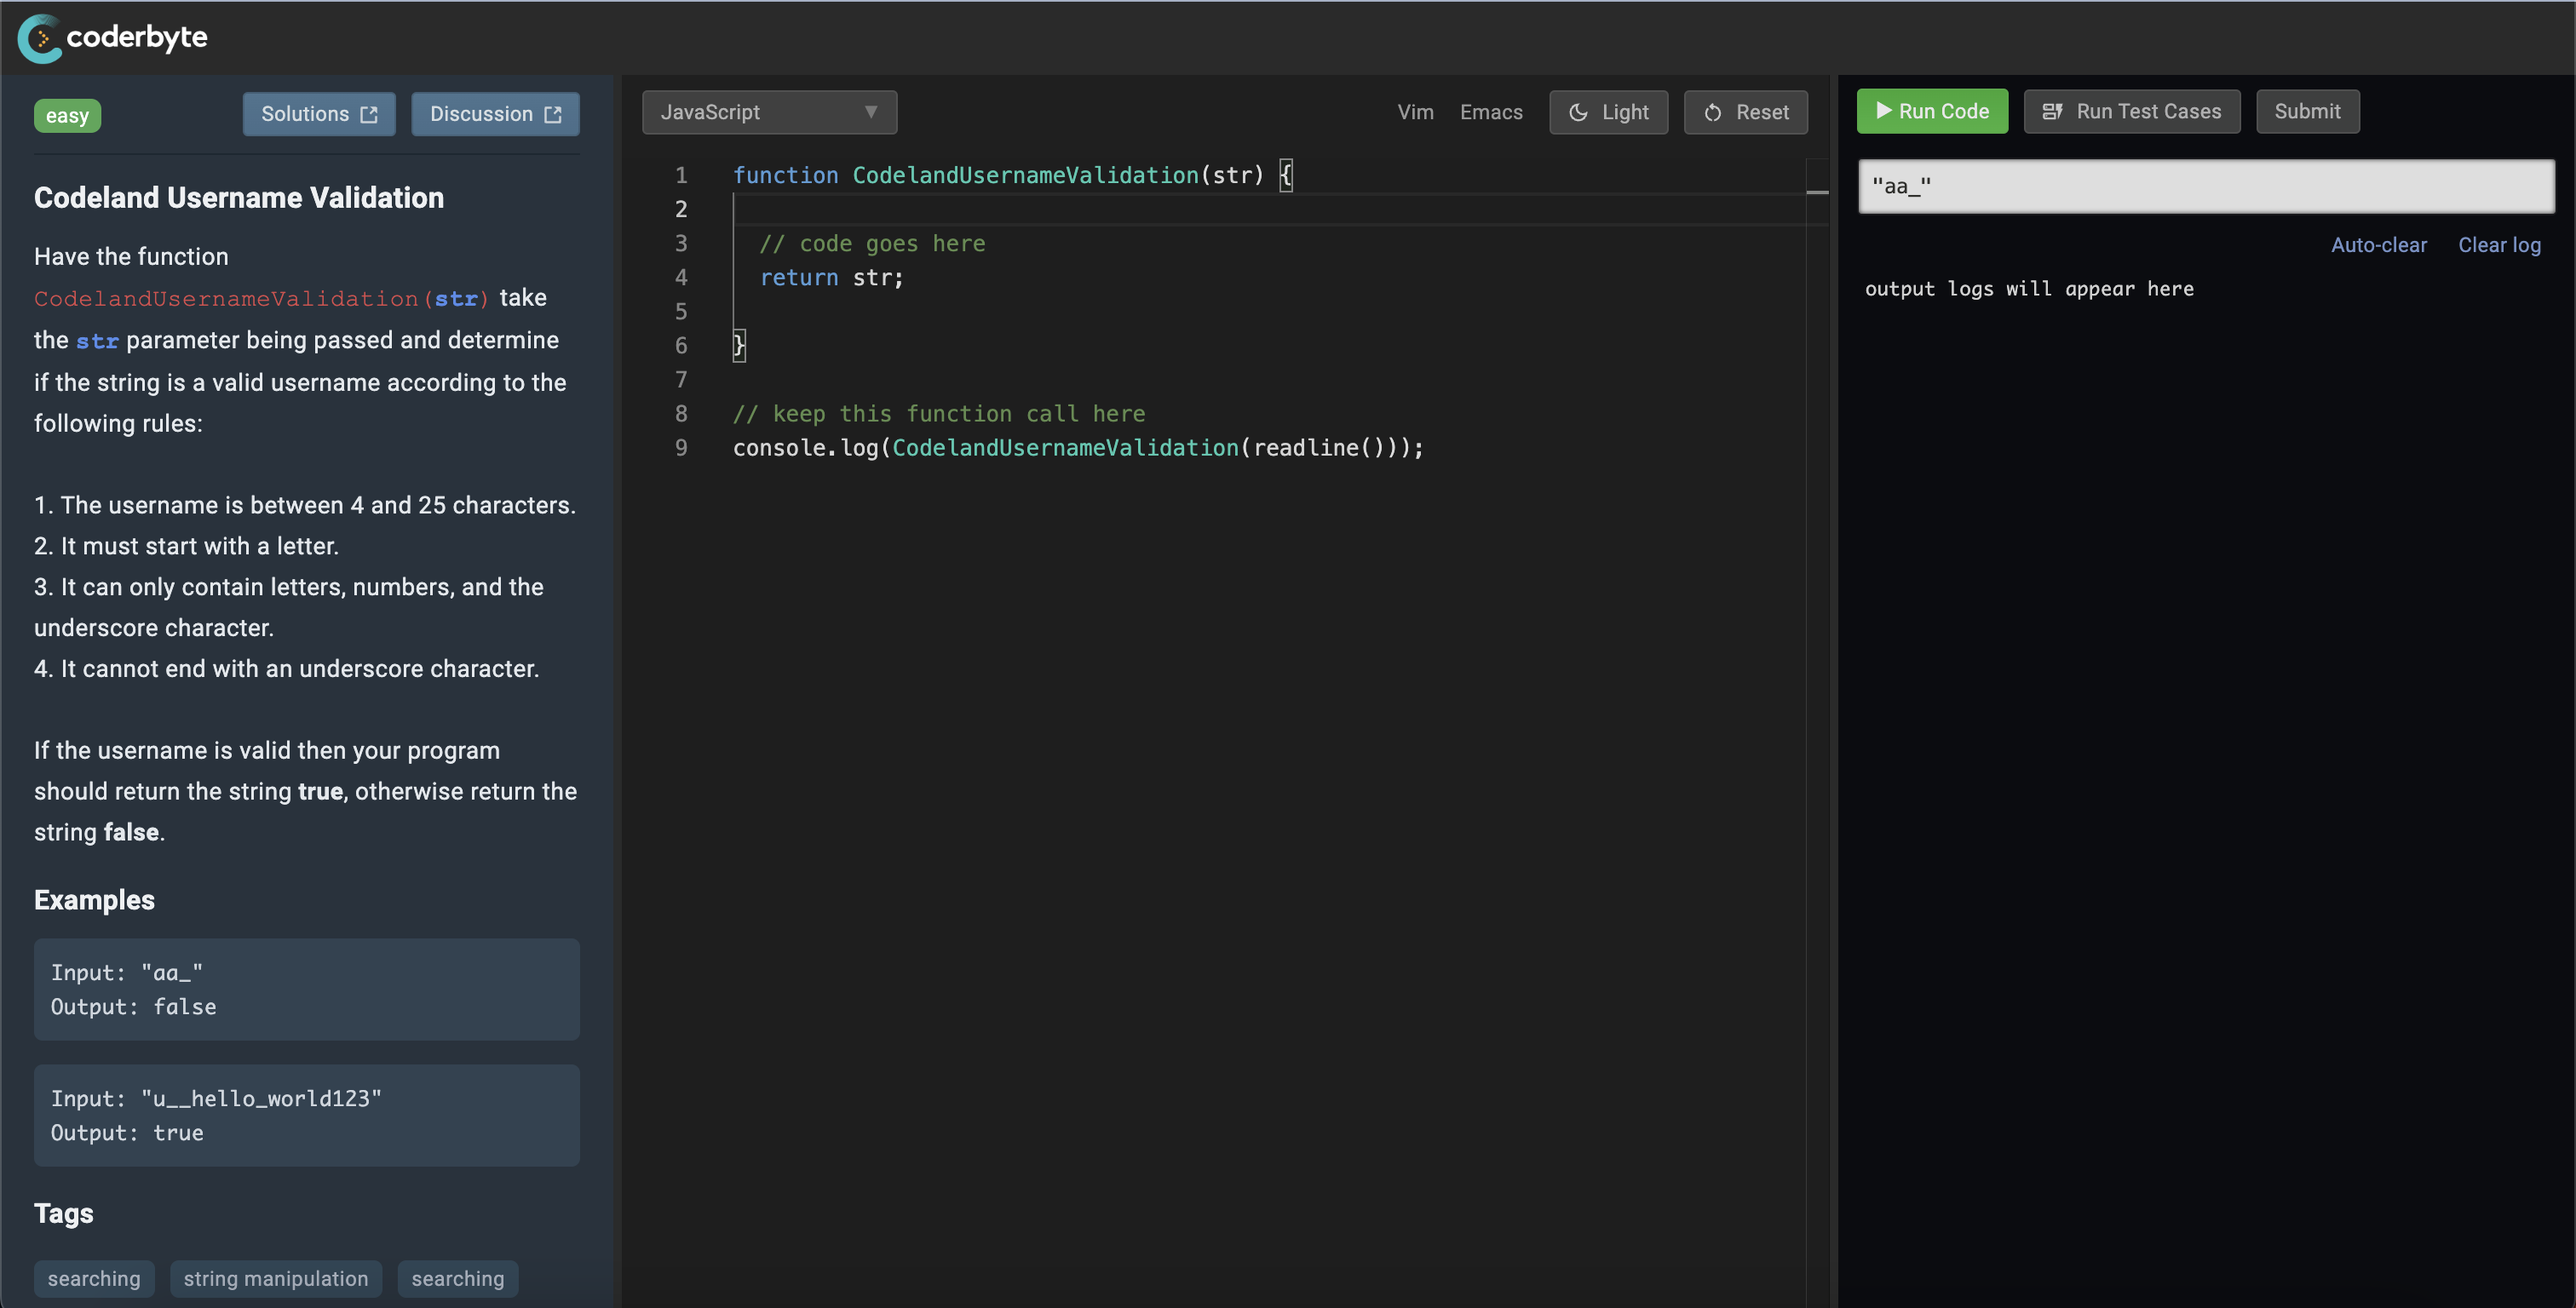 coderbyte
easy
Solutions
Discussion
Codeland Username Validation
Have the function
CodelandUsernameValidation(str) take
the str parameter being passed and determine
if the string is a valid username according to the
following rules:
1. The username is between 4 and 25 characters.
2. It must start with a letter.
3. It can only contain letters, numbers, and the
underscore character.
4. It cannot end with an underscore character.
If the username is valid then your program
should return the string true, otherwise return the
string false.
Examples
Input: "aa_"
Output: false
Input: "u__hello_world123"
Output: true
Tags
searching
string manipulation
searching
JavaScript
Vim
Emacs
Light
Reset
1 function CodelandUsernameValidation(str) {
2
3 // code goes here
4 return str;
5
6 }
7
8 // keep this function call here
9 console.log(CodelandUsernameValidation(readline()));
Run Code
Run Test Cases
Submit
"aa_"
Auto-clear
Clear log
output logs will appear here